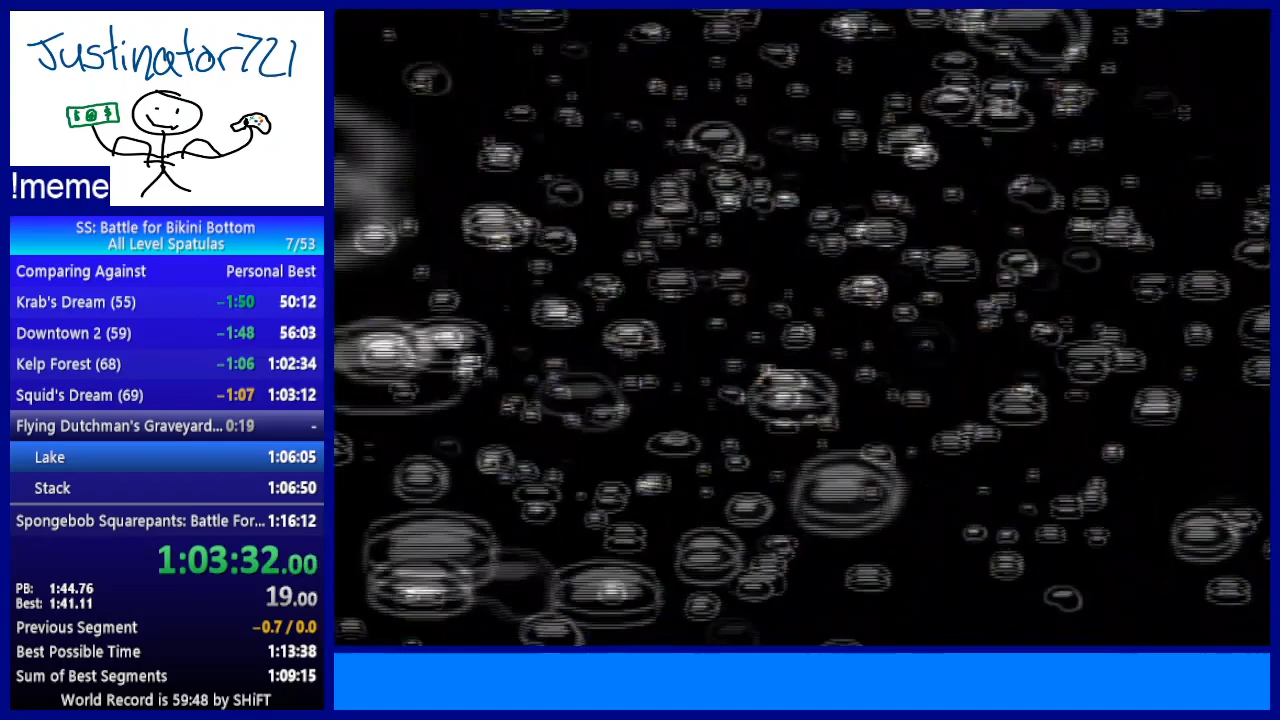 Justinator721
!meme
SS: Battle for Bikini Bottom
All Level Spatulas 7/53
Comparing Against Personal Best
Krab's Dream (55) −1:50 50:12
Downtown 2 (59) −1:48 56:03
Kelp Forest (68) −1:06 1:02:34
Squid's Dream (69) −1:07 1:03:12
Flying Dutchman's Graveyard... 0:19 -
Lake 1:06:05
Stack 1:06:50
Spongebob Squarepants: Battle For... 1:16:12
1:03:32.00
PB: 1:44.76
Best: 1:41.11
19.00
Previous Segment −0.7 / 0.0
Best Possible Time 1:13:38
Sum of Best Segments 1:09:15
World Record is 59:48 by SHiFT